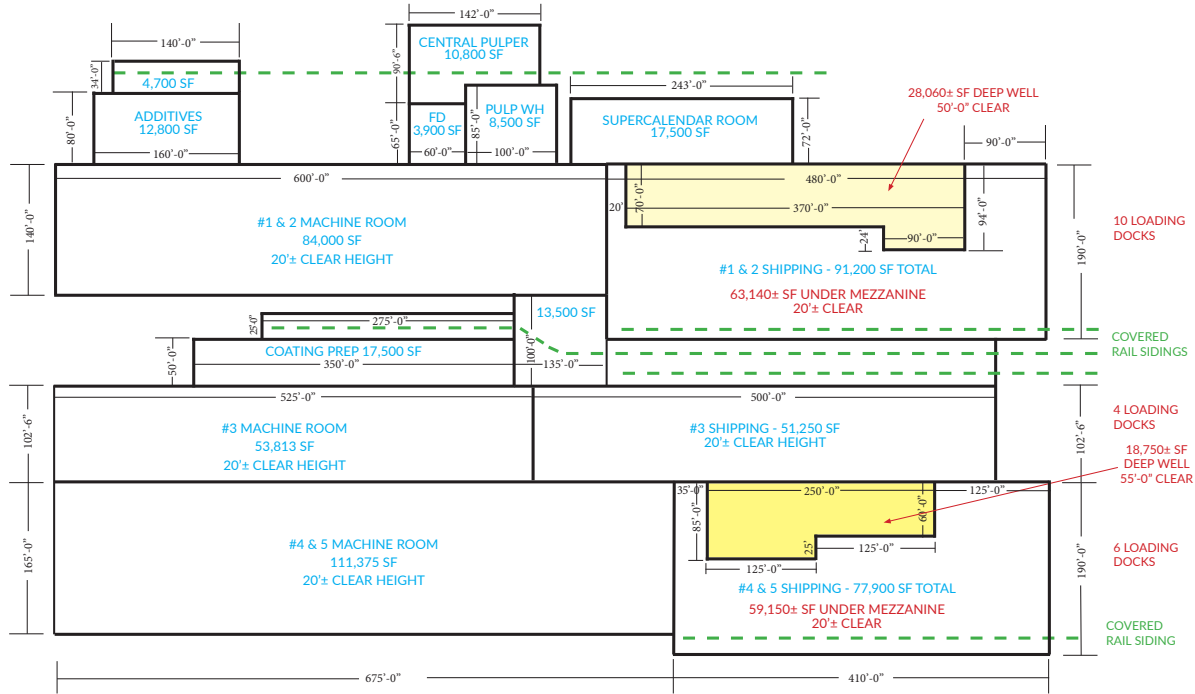 142'-0"
140'-0"
CENTRAL PULPER
10,800 SF
90'-6"
34'-0"
4,700 SF
243'-0"
28,060± SF DEEP WELL
50'-0" CLEAR
80'-0"
ADDITIVES
12,800 SF
160'-0"
65'-0"
FD
3,900 SF
60'-0"
85'-0"
PULP WH
8,500 SF
100'-0"
SUPERCALENDAR ROOM
17,500 SF
72'-0"
90'-0"
600'-0"
480'-0"
140'-0"
#1 & 2 MACHINE ROOM
84,000 SF
20'± CLEAR HEIGHT
20'
70'-0"
370'-0"
94'-0"
24'
90'-0"
190'-0"
10 LOADING
DOCKS
#1 & 2 SHIPPING - 91,200 SF TOTAL
63,140± SF UNDER MEZZANINE
20'± CLEAR
13,500 SF
25'-0"
275'-0"
100'-0"
COVERED
RAIL SIDINGS
50'-0"
COATING PREP 17,500 SF
350'-0"
135'-0"
525'-0"
500'-0"
102'-6"
#3 MACHINE ROOM
53,813 SF
20'± CLEAR HEIGHT
#3 SHIPPING - 51,250 SF
20'± CLEAR HEIGHT
102'-6"
4 LOADING
DOCKS
18,750± SF
DEEP WELL
55'-0" CLEAR
35'-0"
250'-0"
125'-0"
85'-0"
60'-0"
25'
125'-0"
125'-0"
165'-0"
#4 & 5 MACHINE ROOM
111,375 SF
20'± CLEAR HEIGHT
190'-0"
6 LOADING
DOCKS
#4 & 5 SHIPPING - 77,900 SF TOTAL
59,150± SF UNDER MEZZANINE
20'± CLEAR
COVERED
RAIL SIDING
675'-0"
410'-0"